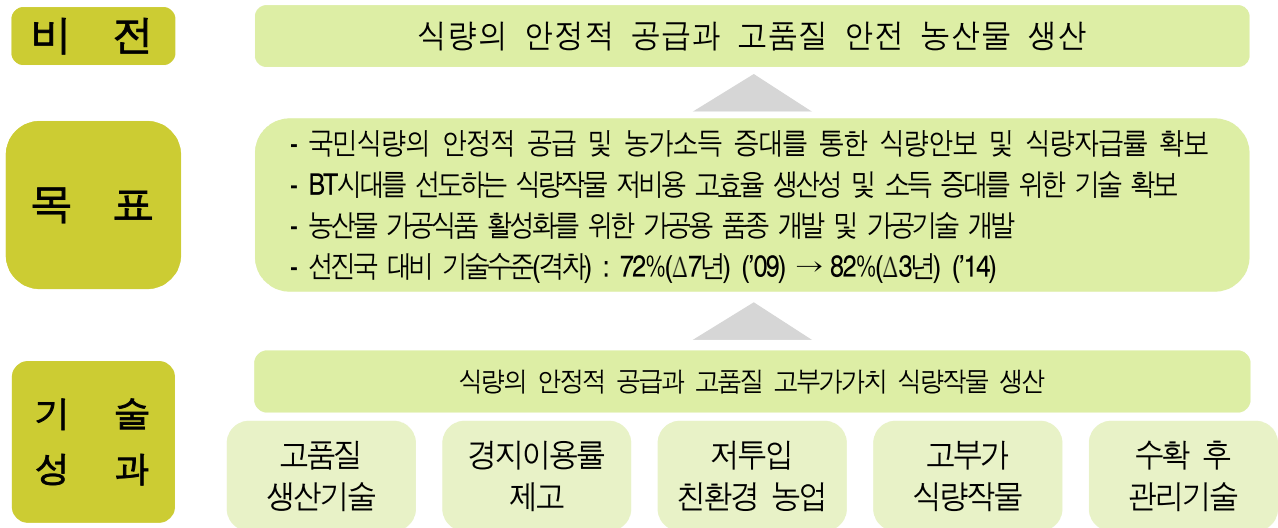 비 전
식량의 안정적 공급과 고품질 안전 농산물 생산
목 표
- 국민식량의 안정적 공급 및 농가소득 증대를 통한 식량안보 및 식량자급률 확보
- BT시대를 선도하는 식량작물 저비용 고효율 생산성 및 소득 증대를 위한 기술 확보
- 농산물 가공식품 활성화를 위한 가공용 품종 개발 및 가공기술 개발
- 선진국 대비 기술수준(격차) : 72%(Δ7년) (’09) → 82%(Δ3년) (’14)
기 술
성 과
식량의 안정적 공급과 고품질 고부가가치 식량작물 생산
고품질
생산기술
경지이용률
제고
저투입
친환경 농업
고부가
식량작물
수확 후
관리기술